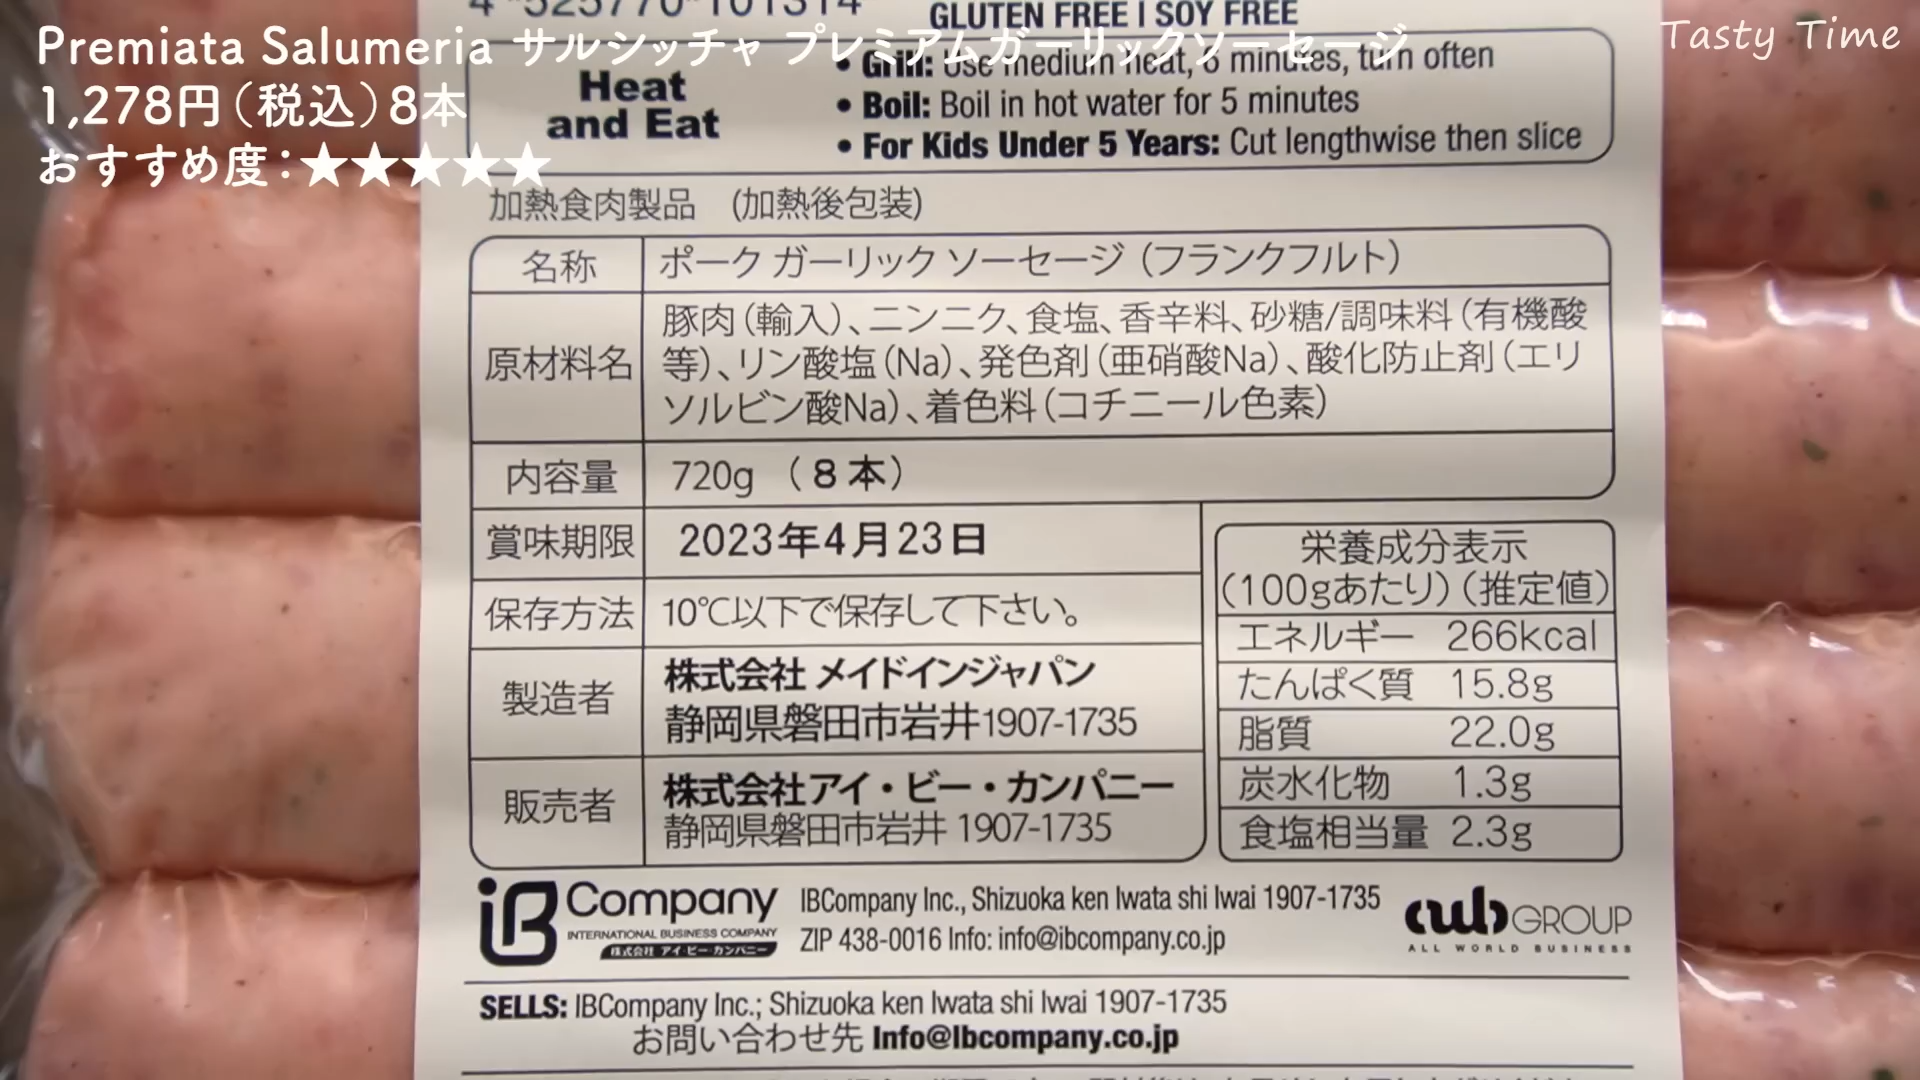 Premiata Salumeria サルシッチャ プレミアムガーリックソーセージ
1,278円(税込)8本
おすすめ度:★★★★★
Tasty Time
4 525770 101314
GLUTEN FREE | SOY FREE
Heat
and Eat
• Grill: Use medium heat, 6 minutes, turn often
• Boil: Boil in hot water for 5 minutes
• For Kids Under 5 Years: Cut lengthwise then slice
加熱食肉製品 (加熱後包装)
名称 ポーク ガーリック ソーセージ (フランクフルト)
原材料名 豚肉(輸入)、ニンニク、食塩、香辛料、砂糖/調味料(有機酸
等)、リン酸塩(Na)、発色剤(亜硝酸Na)、酸化防止剤(エリ
ソルビン酸Na)、着色料(コチニール色素)
内容量 720g (8本)
賞味期限 2023年4月23日
保存方法 10℃以下で保存して下さい。
製造者 株式会社 メイドインジャパン
静岡県磐田市岩井1907-1735
販売者 株式会社アイ・ビー・カンパニー
静岡県磐田市岩井 1907-1735
栄養成分表示
(100gあたり)(推定値)
エネルギー 266kcal
たんぱく質 15.8g
脂質 22.0g
炭水化物 1.3g
食塩相当量 2.3g
iB Company
INTERNATIONAL BUSINESS COMPANY
株式会社 アイ・ビー・カンパニー
IBCompany Inc., Shizuoka ken Iwata shi Iwai 1907-1735
ZIP 438-0016 Info: info@ibcompany.co.jp
awb GROUP
ALL WORLD BUSINESS
SELLS: IBCompany Inc.; Shizuoka ken Iwata shi Iwai 1907-1735
お問い合わせ先 Info@Ibcompany.co.jp